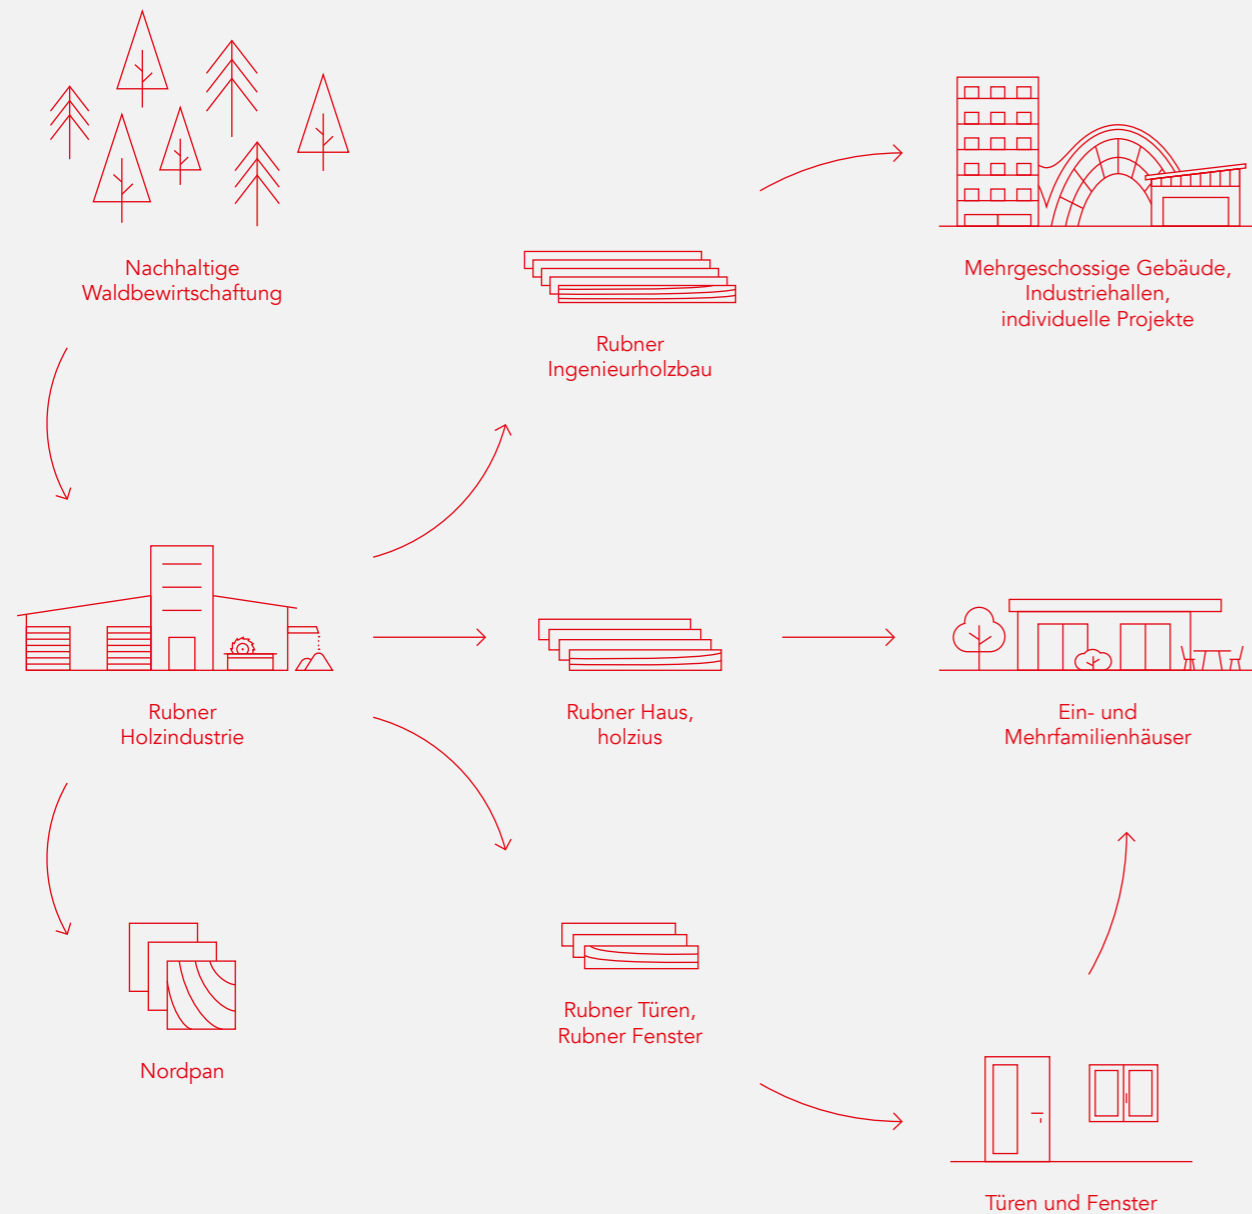 Nachhaltige
Waldbewirtschaftung
Rubner
Ingenieurholzbau
Mehrgeschossige Gebäude,
Industriehallen,
individuelle Projekte
Rubner
Holzindustrie
Rubner Haus,
holzius
Ein- und
Mehrfamilienhäuser
Nordpan
Rubner Türen,
Rubner Fenster
Türen und Fenster